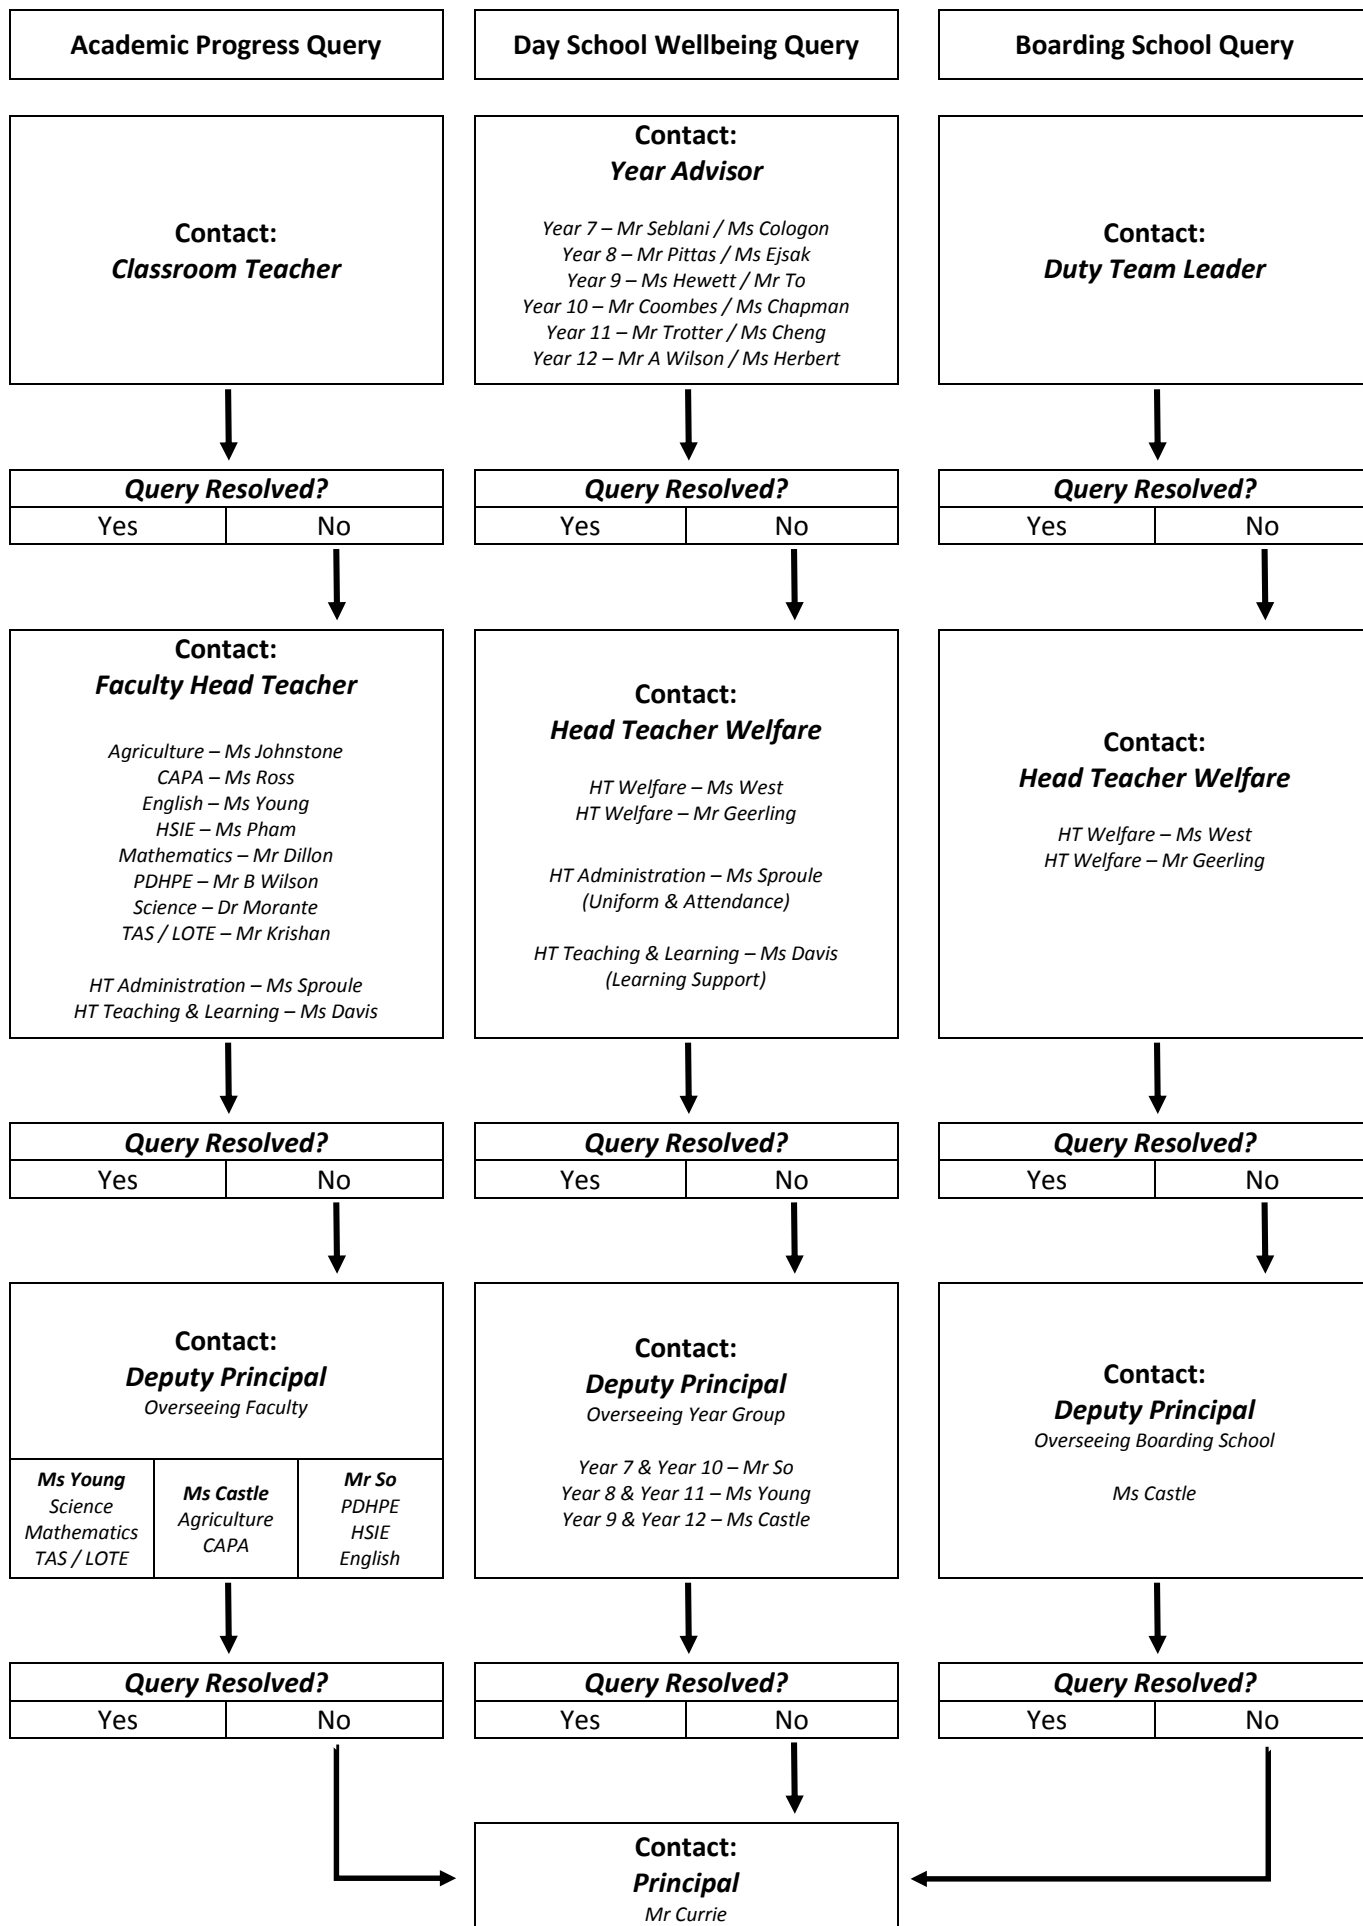 Academic Progress Query
Day School Wellbeing Query
Boarding School Query
Contact:
Classroom Teacher
Contact:
Year Advisor
Year 7 – Mr Seblani / Ms Cologon
Year 8 – Mr Pittas / Ms Ejsak
Year 9 – Ms Hewett / Mr To
Year 10 – Mr Coombes / Ms Chapman
Year 11 – Mr Trotter / Ms Cheng
Year 12 – Mr A Wilson / Ms Herbert
Contact:
Duty Team Leader
Query Resolved?
Yes
No
Query Resolved?
Yes
No
Query Resolved?
Yes
No
Contact:
Faculty Head Teacher
Agriculture – Ms Johnstone
CAPA – Ms Ross
English – Ms Young
HSIE – Ms Pham
Mathematics – Mr Dillon
PDHPE – Mr B Wilson
Science – Dr Morante
TAS / LOTE – Mr Krishan
HT Administration – Ms Sproule
HT Teaching & Learning – Ms Davis
Contact:
Head Teacher Welfare
HT Welfare – Ms West
HT Welfare – Mr Geerling
HT Administration – Ms Sproule
(Uniform & Attendance)
HT Teaching & Learning – Ms Davis
(Learning Support)
Contact:
Head Teacher Welfare
HT Welfare – Ms West
HT Welfare – Mr Geerling
Query Resolved?
Yes
No
Query Resolved?
Yes
No
Query Resolved?
Yes
No
Contact:
Deputy Principal
Overseeing Faculty
Ms Young
Science
Mathematics
TAS / LOTE
Ms Castle
Agriculture
CAPA
Mr So
PDHPE
HSIE
English
Contact:
Deputy Principal
Overseeing Year Group
Year 7 & Year 10 – Mr So
Year 8 & Year 11 – Ms Young
Year 9 & Year 12 – Ms Castle
Contact:
Deputy Principal
Overseeing Boarding School
Ms Castle
Query Resolved?
Yes
No
Query Resolved?
Yes
No
Query Resolved?
Yes
No
Contact:
Principal
Mr Currie